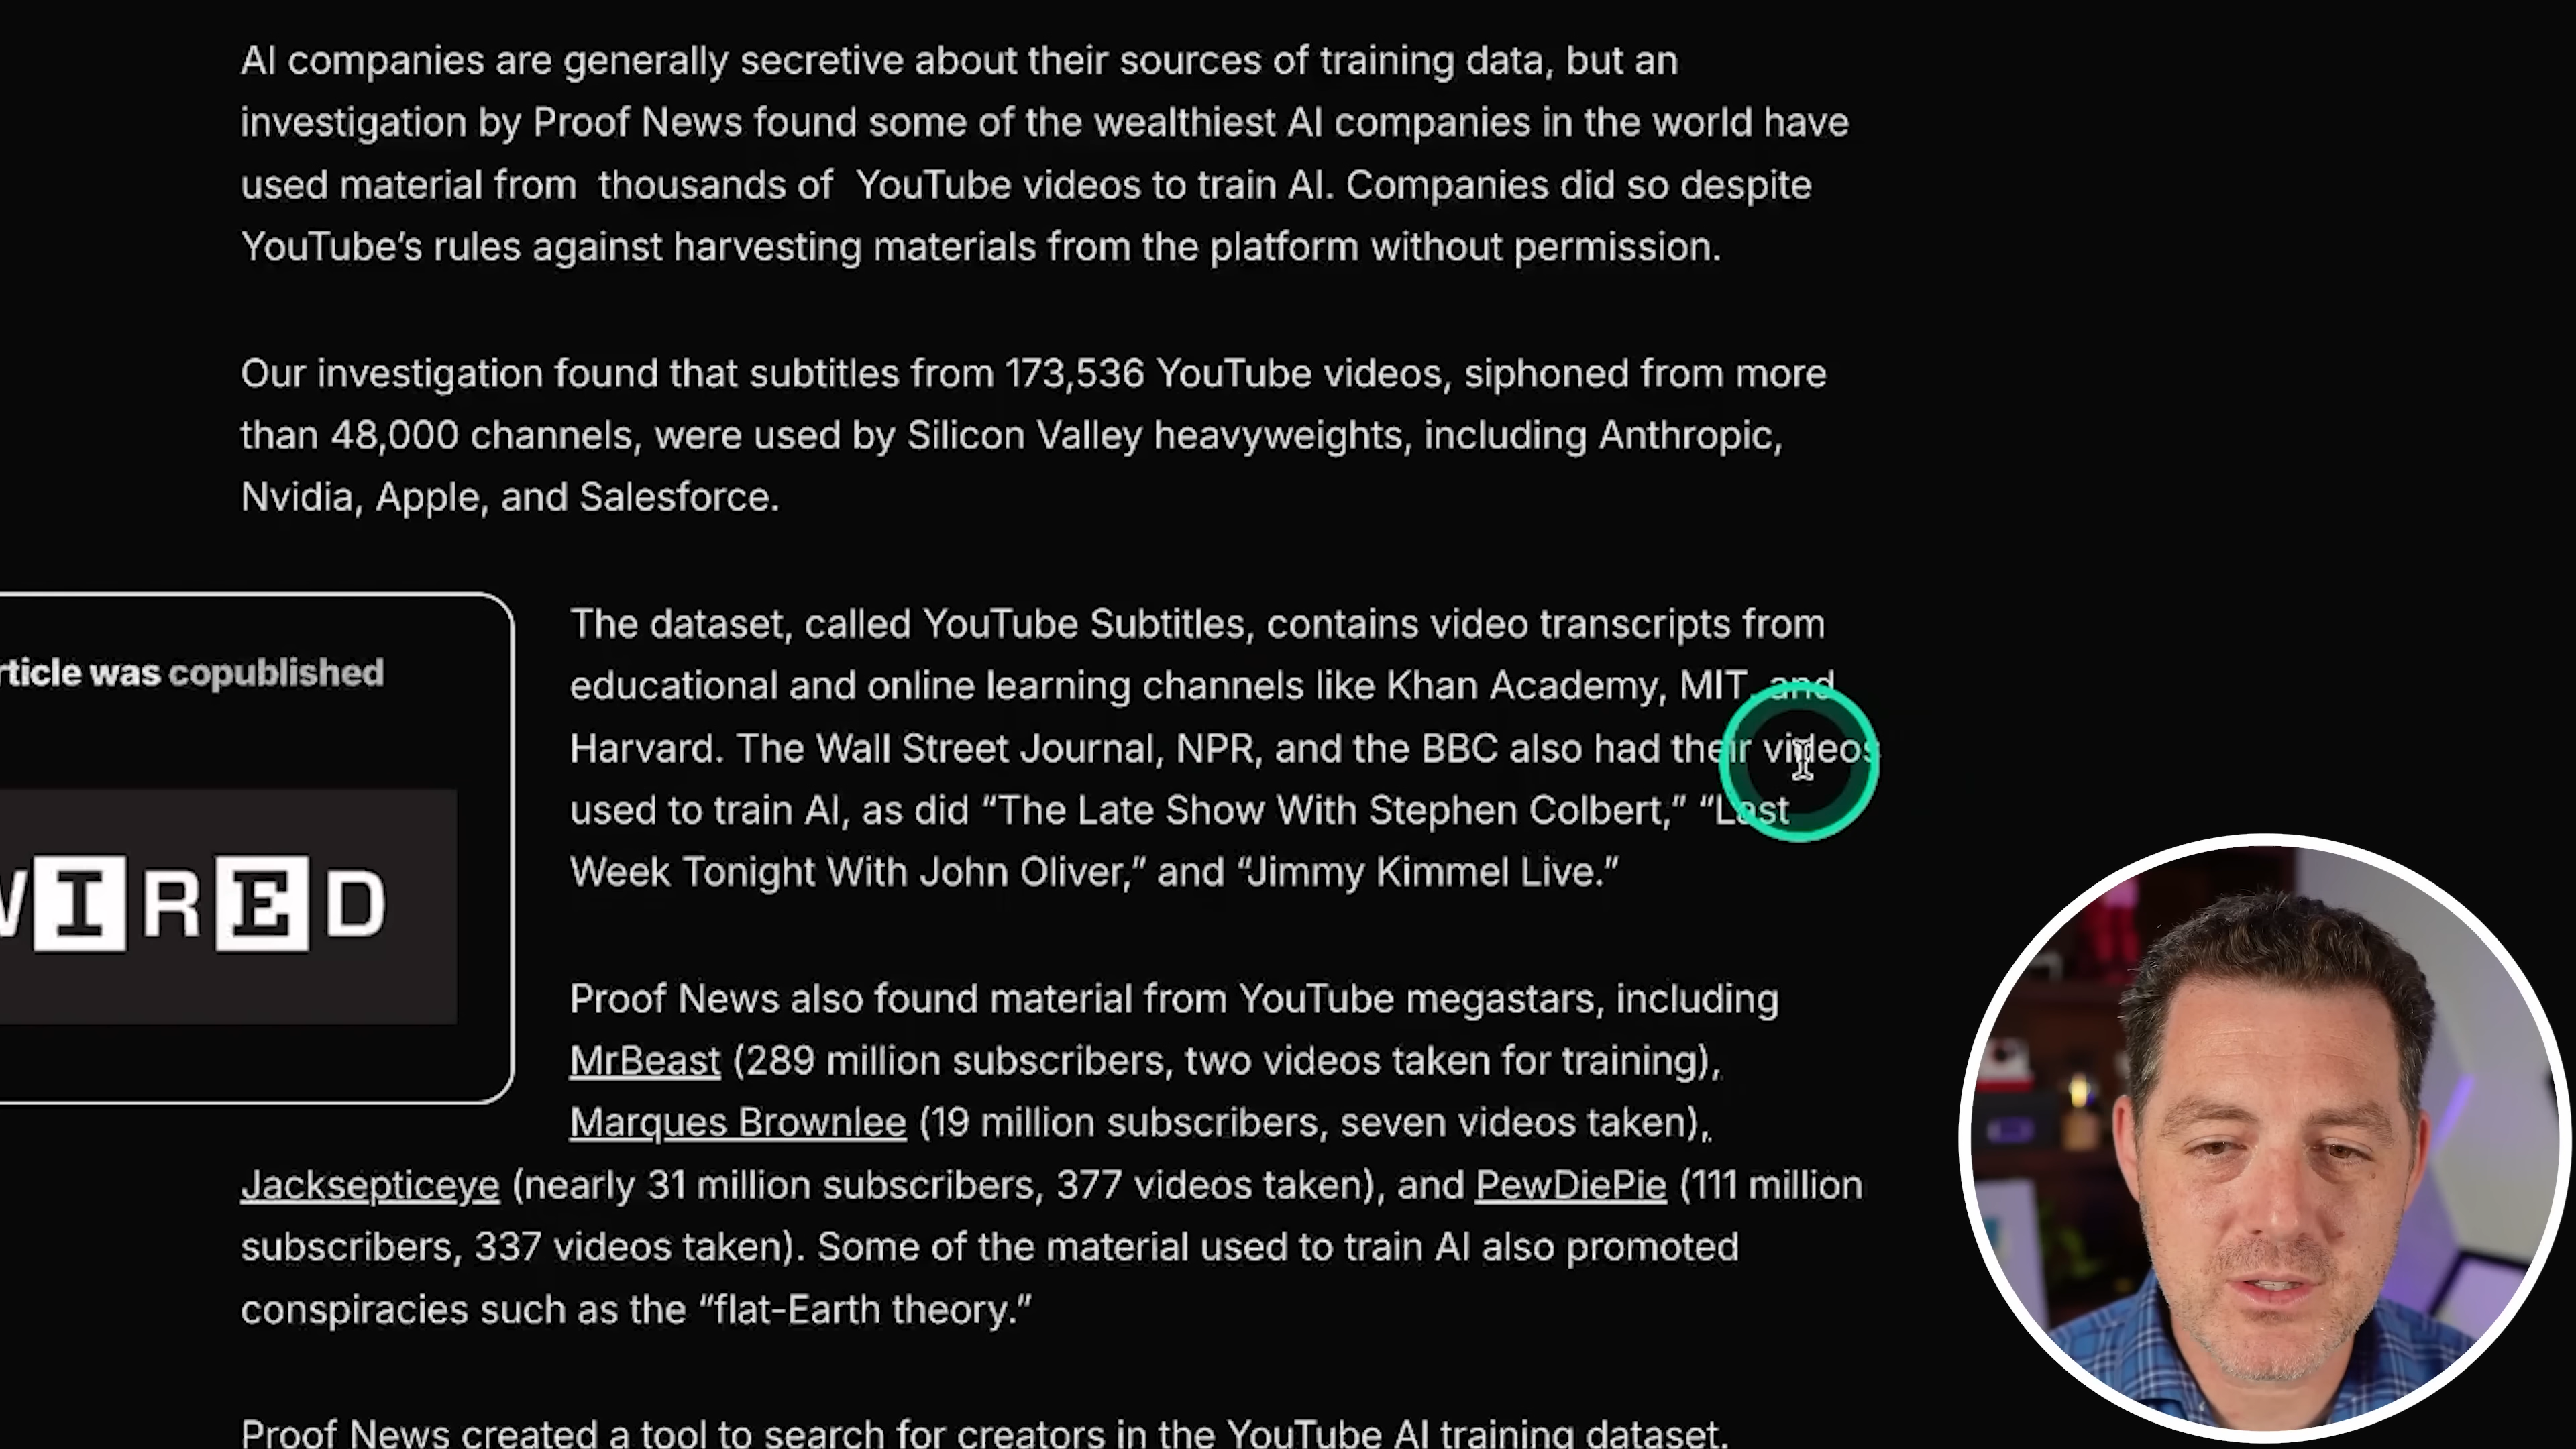 AI companies are generally secretive about their sources of training data, but an
investigation by Proof News found some of the wealthiest AI companies in the world have
used material from thousands of YouTube videos to train AI. Companies did so despite
YouTube’s rules against harvesting materials from the platform without permission.
Our investigation found that subtitles from 173,536 YouTube videos, siphoned from more
than 48,000 channels, were used by Silicon Valley heavyweights, including Anthropic,
Nvidia, Apple, and Salesforce.
rticle was copublished
WIRED
The dataset, called YouTube Subtitles, contains video transcripts from
educational and online learning channels like Khan Academy, MIT, and
Harvard. The Wall Street Journal, NPR, and the BBC also had their videos
used to train AI, as did “The Late Show With Stephen Colbert,” “Last
Week Tonight With John Oliver,” and “Jimmy Kimmel Live.”
Proof News also found material from YouTube megastars, including
MrBeast (289 million subscribers, two videos taken for training),
Marques Brownlee (19 million subscribers, seven videos taken),
Jacksepticeye (nearly 31 million subscribers, 377 videos taken), and PewDiePie (111 million
subscribers, 337 videos taken). Some of the material used to train AI also promoted
conspiracies such as the “flat-Earth theory.”
Proof News created a tool to search for creators in the YouTube AI training dataset.